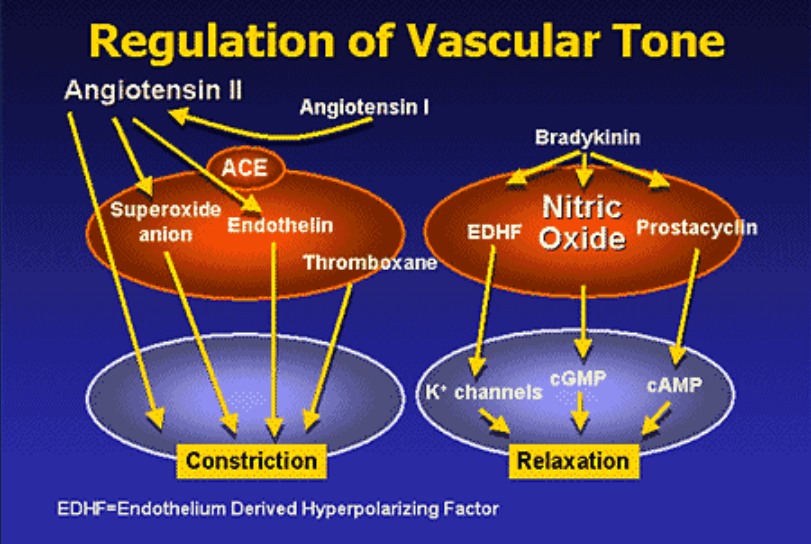 Regulation of Vascular Tone
Angiotensin II
Angiotensin I
ACE
Superoxide
anion
Endothelin
Thromboxane
Constriction
Bradykinin
EDHF
Nitric
Oxide
Prostacyclin
K⁺ channels
cGMP
cAMP
Relaxation
EDHF=Endothelium Derived Hyperpolarizing Factor